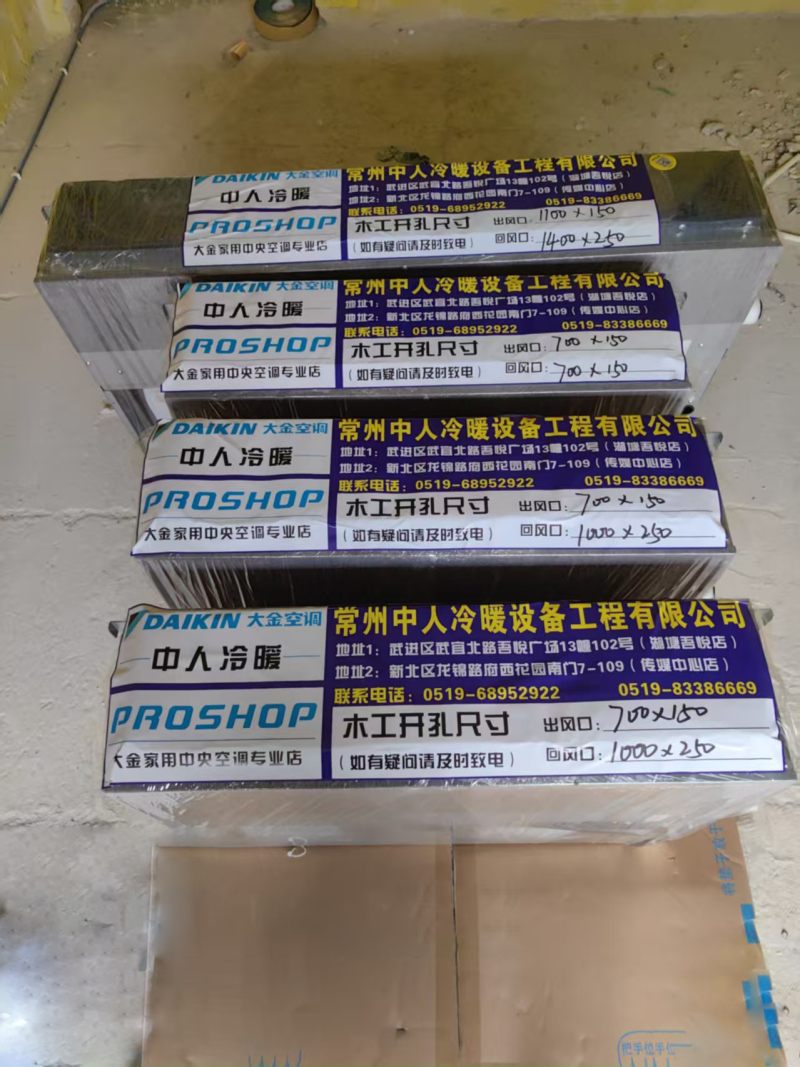 DAIKIN 大金空调
中人冷暖
PROSHOP
大金家用中央空调专业店
常州中人冷暖设备工程有限公司
地址1：武进区武宜北路吾悦广场13幢102号（湖塘吾悦店）
地址2：新北区龙锦路府西花园南门7-109（传媒中心店）
联系电话：0519-68952922 0519-83386669
木工开孔尺寸 出风口：1100×150
（如有疑问请及时致电） 回风口：1400×250
DAIKIN 大金空调
中人冷暖
PROSHOP
大金家用中央空调专业店
常州中人冷暖设备工程有限公司
地址1：武进区武宜北路吾悦广场13幢102号（湖塘吾悦店）
地址2：新北区龙锦路府西花园南门7-109（传媒中心店）
联系电话：0519-68952922 0519-83386669
木工开孔尺寸 出风口：700×150
（如有疑问请及时致电） 回风口：700×150
DAIKIN 大金空调
中人冷暖
PROSHOP
大金家用中央空调专业店
常州中人冷暖设备工程有限公司
地址1：武进区武宜北路吾悦广场13幢102号（湖塘吾悦店）
地址2：新北区龙锦路府西花园南门7-109（传媒中心店）
联系电话：0519-68952922 0519-83386669
木工开孔尺寸 出风口：700×150
（如有疑问请及时致电） 回风口：1000×250
DAIKIN 大金空调
中人冷暖
PROSHOP
大金家用中央空调专业店
常州中人冷暖设备工程有限公司
地址1：武进区武宜北路吾悦广场13幢102号（湖塘吾悦店）
地址2：新北区龙锦路府西花园南门7-109（传媒中心店）
联系电话：0519-68952922 0519-83386669
木工开孔尺寸 出风口：700×150
（如有疑问请及时致电） 回风口：1000×250
把手位手位